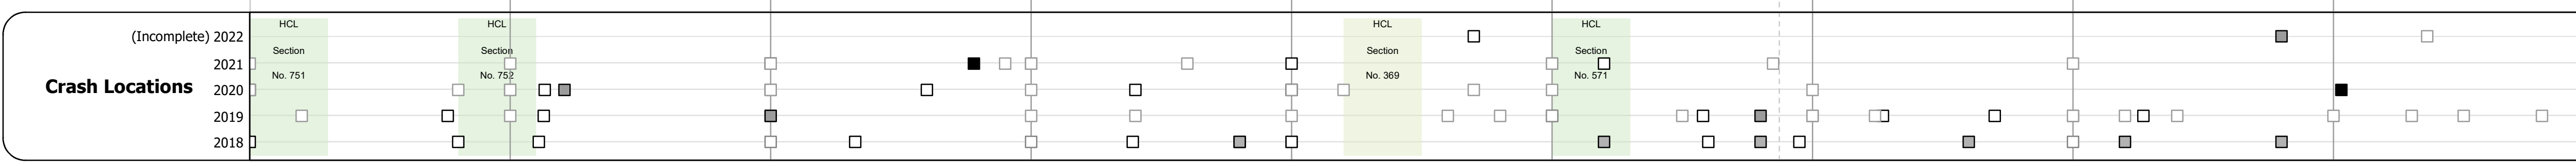 Crash Locations
(Incomplete) 2022
2021
2020
2019
2018
HCL
Section
No. 751
HCL
Section
No. 752
HCL
Section
No. 369
HCL
Section
No. 571